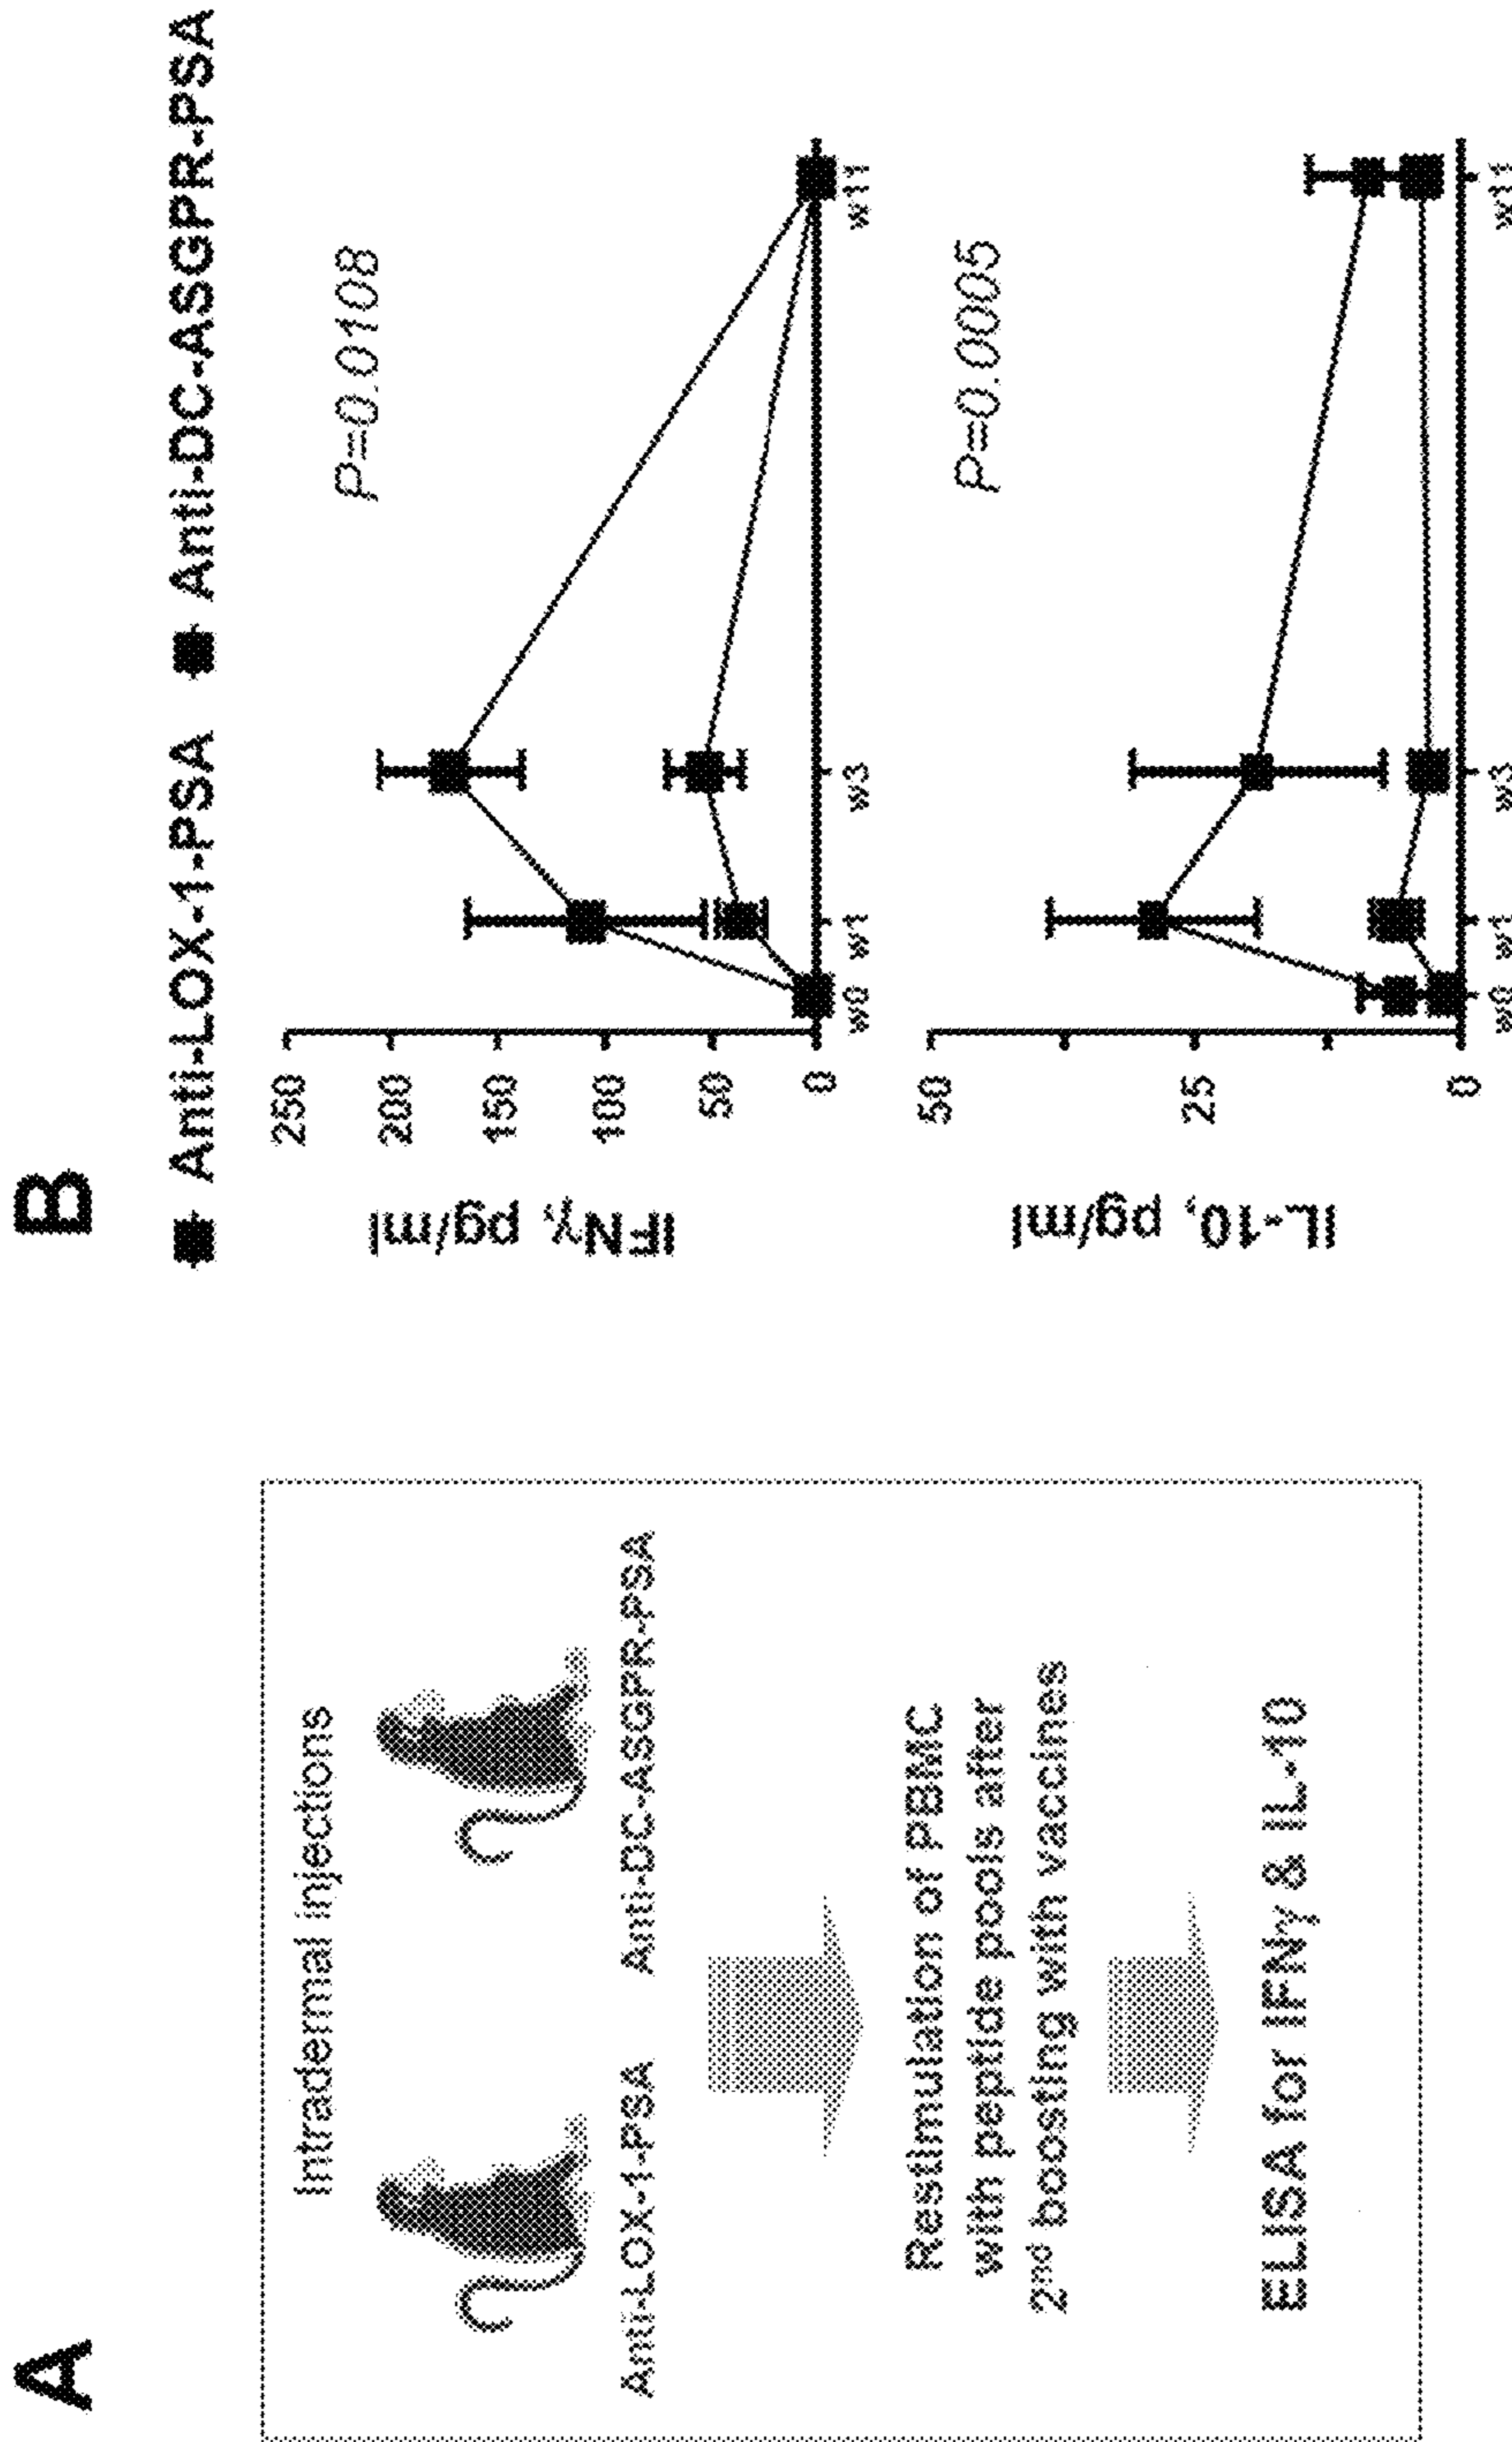 A
Intradermal injections
Anti-LOX-1-PSA Anti-DC-ASGPR-PSA
Restimulation of PBMC
with peptide pools after
2nd boosting with vaccines
ELISA for IFNγ & IL-10
B
Anti-LOX-1-PSA Anti-DC-ASGPR-PSA
IFNγ, pg/ml
250
200
150
100
50
0
P=0.0108
w0 w1 w3 w11
IL-10, pg/ml
50
25
0
P=0.0005
w0 w1 w3 w11